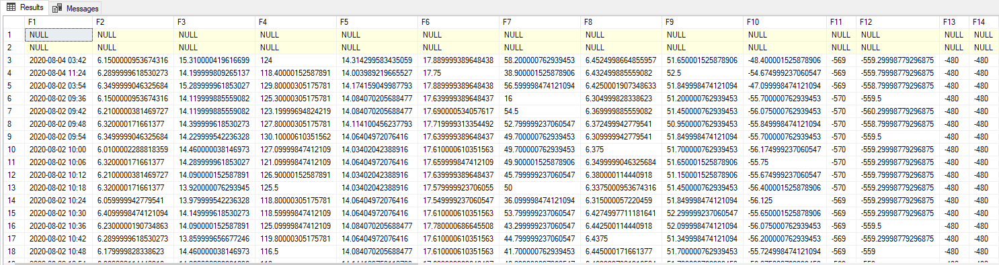 Results Messages
F1 F2 F3 F4 F5 F6 F7 F8 F9 F10 F11 F12 F13 F14
1 NULL NULL NULL NULL NULL NULL NULL NULL NULL NULL NULL NULL NULL NULL
2 NULL NULL NULL NULL NULL NULL NULL NULL NULL NULL NULL NULL NULL NULL
3 2020-08-04 03:42 6.1500000953674316 15.310000419616699 124 14.314299583435059 17.889999389648438 58.200000762939453 6.4524998664855957 51.650001525878906 -48.400001525878906 -569 -559.29998779296875 -480 -480
4 2020-08-04 11:24 6.2899999618530273 14.199999809265137 118.40000152587891 14.003989219665527 17.75 38.900001525878906 6.432499885559082 52.5 -54.674999237060547 -569 -559.29998779296875 -480 -480
5 2020-08-02 03:54 6.3499999046325684 15.289999961853027 129.80000305175781 14.174159049987793 17.889999389648438 56.599998474121094 6.4250001907348633 51.849998474121094 -47.099998474121094 -569 -558.79998779296875 -480 -480
6 2020-08-02 09:36 6.1500000953674316 14.119999885559082 125.30000305175781 14.084070205688477 17.639999389648437 16 6.304999828338623 51.200000762939453 -55.700000762939453 -570 -559.5 -480 -480
7 2020-08-02 09:42 6.2100000381469727 14.119999885559082 123.19999694824219 14.084070205688477 17.690000534057617 54.5 6.369999885559082 51.450000762939453 -56.075000762939453 -570 -560.29998779296875 -480 -480
8 2020-08-02 09:48 6.320000171661377 14.399999618530273 127.80000305175781 14.114100456237793 17.719999313354492 52.799999237060547 6.372499942779541 50.950000762939453 -55.849998474121094 -570 -558.79998779296875 -480 -480
9 2020-08-02 09:54 6.3499999046325684 14.229999542236328 130.10000610351562 14.06404972076416 17.639999389648437 49.700000762939453 6.309999942779541 51.849998474121094 -55.700000762939453 -570 -559.5 -480 -480
10 2020-08-02 10:00 6.0100002288818359 14.460000038146973 127.09999847412109 14.03402042388916 17.610000610351563 49.700000762939453 6.375 51.700000762939453 -56.174999237060547 -570 -559.29998779296875 -480 -480
11 2020-08-02 10:06 6.320000171661377 14.289999961853027 121.09999847412109 14.06404972076416 17.659999847412109 49.900001525878906 6.3499999046325684 51.650001525878906 -55.75 -570 -559.29998779296875 -480 -480
12 2020-08-02 10:12 6.2100000381469727 14.090000152587891 126.90000152587891 14.03402042388916 17.639999389648437 45.799999237060547 6.380000114440918 51.150001525878906 -55.674999237060547 -570 -559.79998779296875 -480 -480
13 2020-08-02 10:18 6.320000171661377 13.920000076293945 125.5 14.03402042388916 17.579999923706055 50 6.3375000953674316 51.450000762939453 -56.400001525878906 -570 -559.79998779296875 -480 -480
14 2020-08-02 10:24 6.059999942779541 13.979999542236328 118.80000305175781 14.06404972076416 17.549999237060547 36.099998474121094 6.315000057220459 51.849998474121094 -56.125 -569 -559.29998779296875 -480 -480
15 2020-08-02 10:30 6.4099998474121094 14.149999618530273 118.59999847412109 14.06404972076416 17.610000610351563 53.799999237060547 6.4274997711181641 52.299999237060547 -55.650001525878906 -569 -559.29998779296875 -480 -480
16 2020-08-02 10:36 6.2300000190734863 14.090000152587891 125.09999847412109 14.084070205688477 17.780000686645508 43.299999237060547 6.442500114440918 52.099998474121094 -56.075000762939453 -569 -559.5 -480 -480
17 2020-08-02 10:42 6.2899999618530273 13.859999656677246 119.80000305175781 14.06404972076416 17.610000610351563 44.799999237060547 6.4375 51.349998474121094 -56.200000762939453 -569 -559.29998779296875 -480 -480
18 2020-08-02 10:48 6.179999828338623 14.460000038146973 116.5 14.084070205688477 17.610000610351563 41.700000762939453 6.445000171661377 51.700000762939453 -55.724998474121094 -569 -559 -480 -480